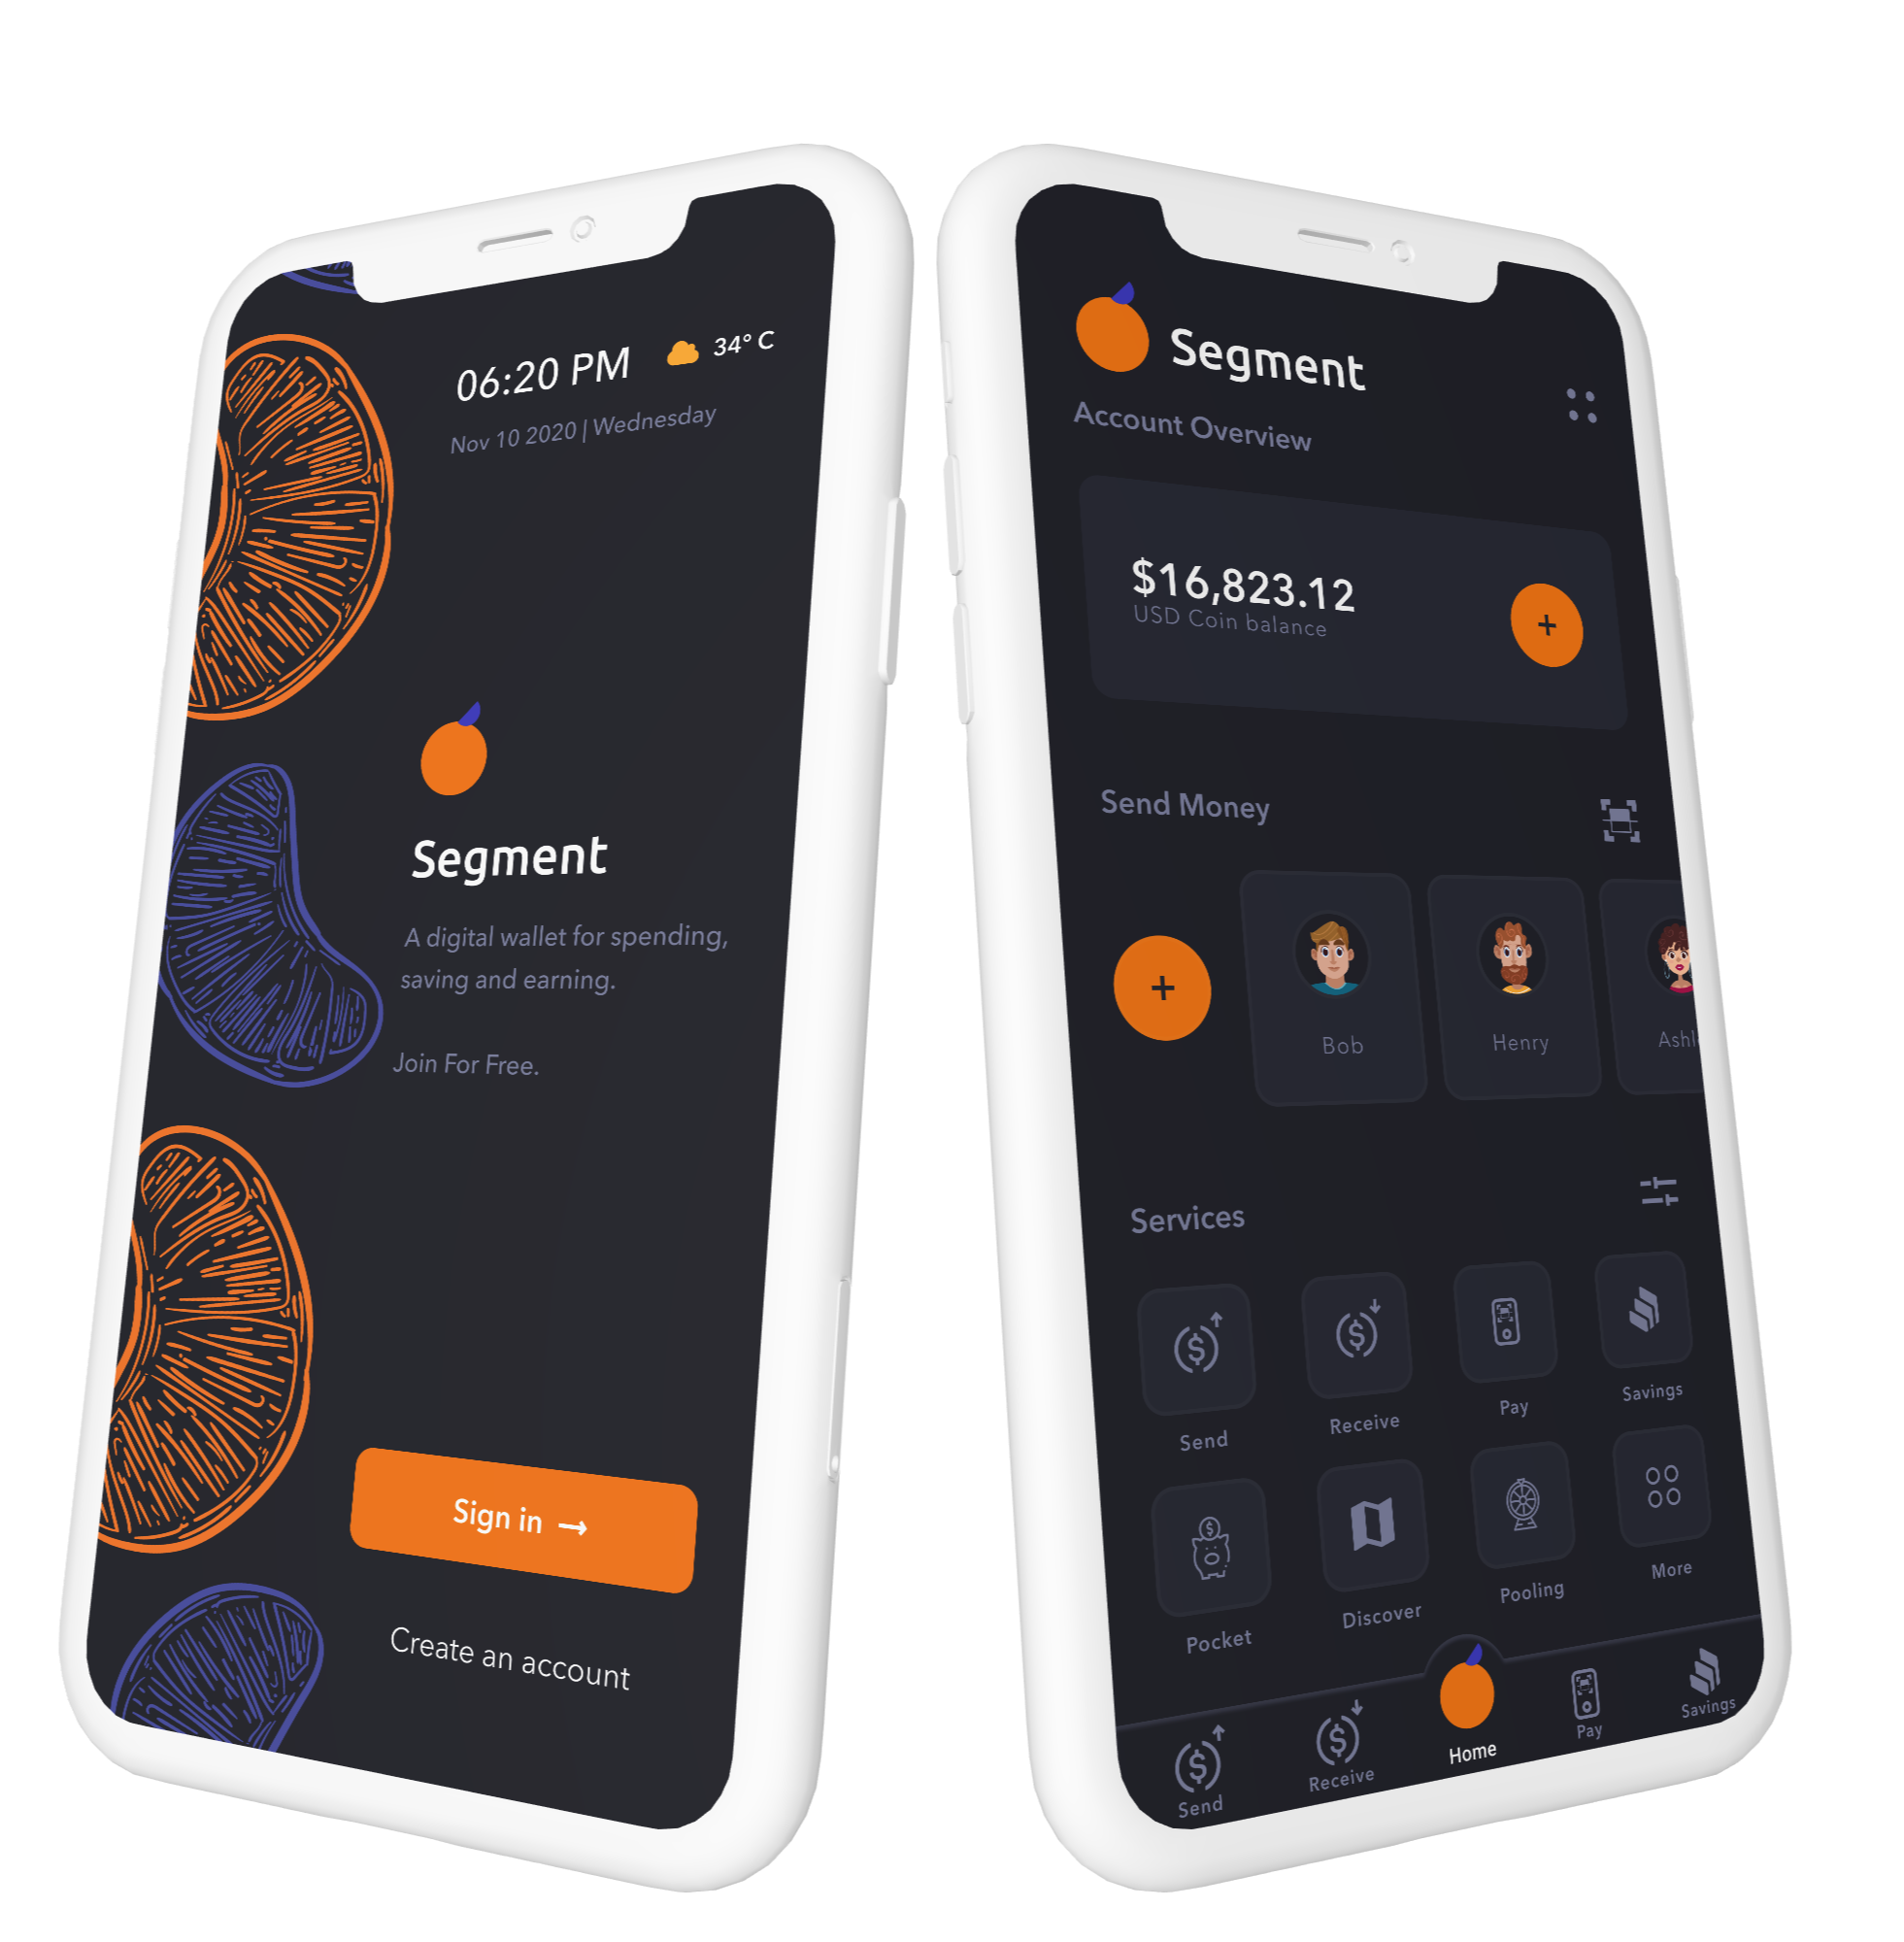 06:20 PM 34° C
Nov 10 2020 | Wednesday
Segment
A digital wallet for spending,
saving and earning.
Join For Free.
Sign in →
Create an account
Segment
Account Overview
$16,823.12
USD Coin balance
+
Send Money
+
Bob Henry
Services
Send Receive Pay Savings
Pocket Discover Pooling More
Send Receive Home Pay Savings